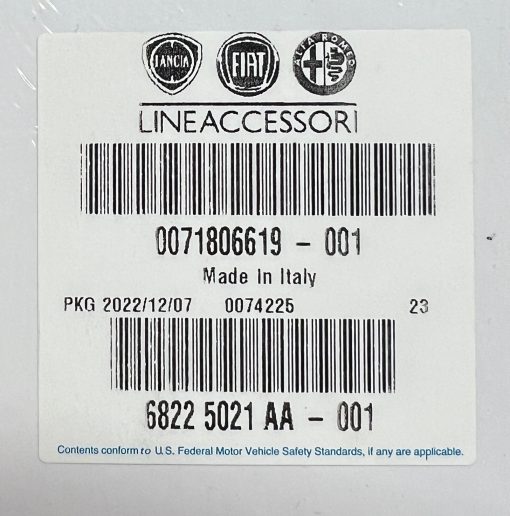 LANCIA FIAT ALFA ROMEO
LINEACCESSORI
0071806619 - 001
Made In Italy
PKG 2022/12/07 0074225 23
6822 5021 AA - 001
Contents conform to U.S. Federal Motor Vehicle Safety Standards, if any are applicable.